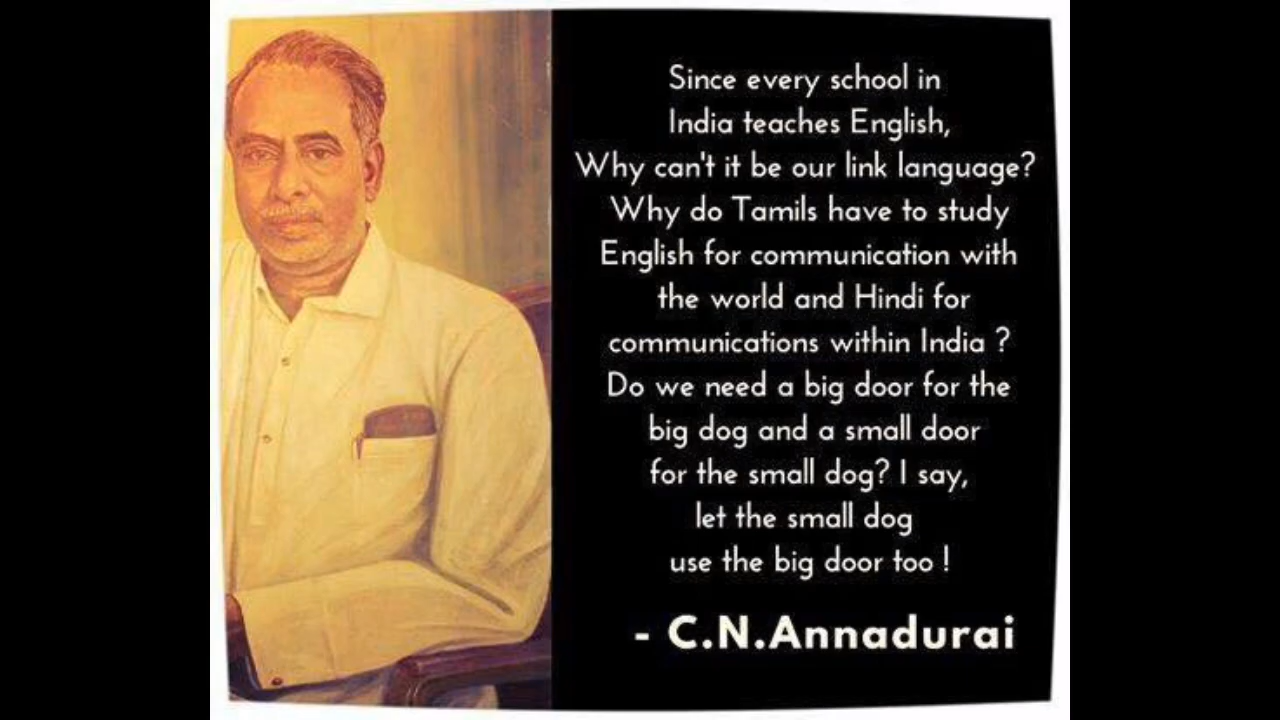 Since every school in
India teaches English,
Why can't it be our link language?
Why do Tamils have to study
English for communication with
the world and Hindi for
communications within India ?
Do we need a big door for the
big dog and a small door
for the small dog? I say,
let the small dog
use the big door too !
- C.N.Annadurai